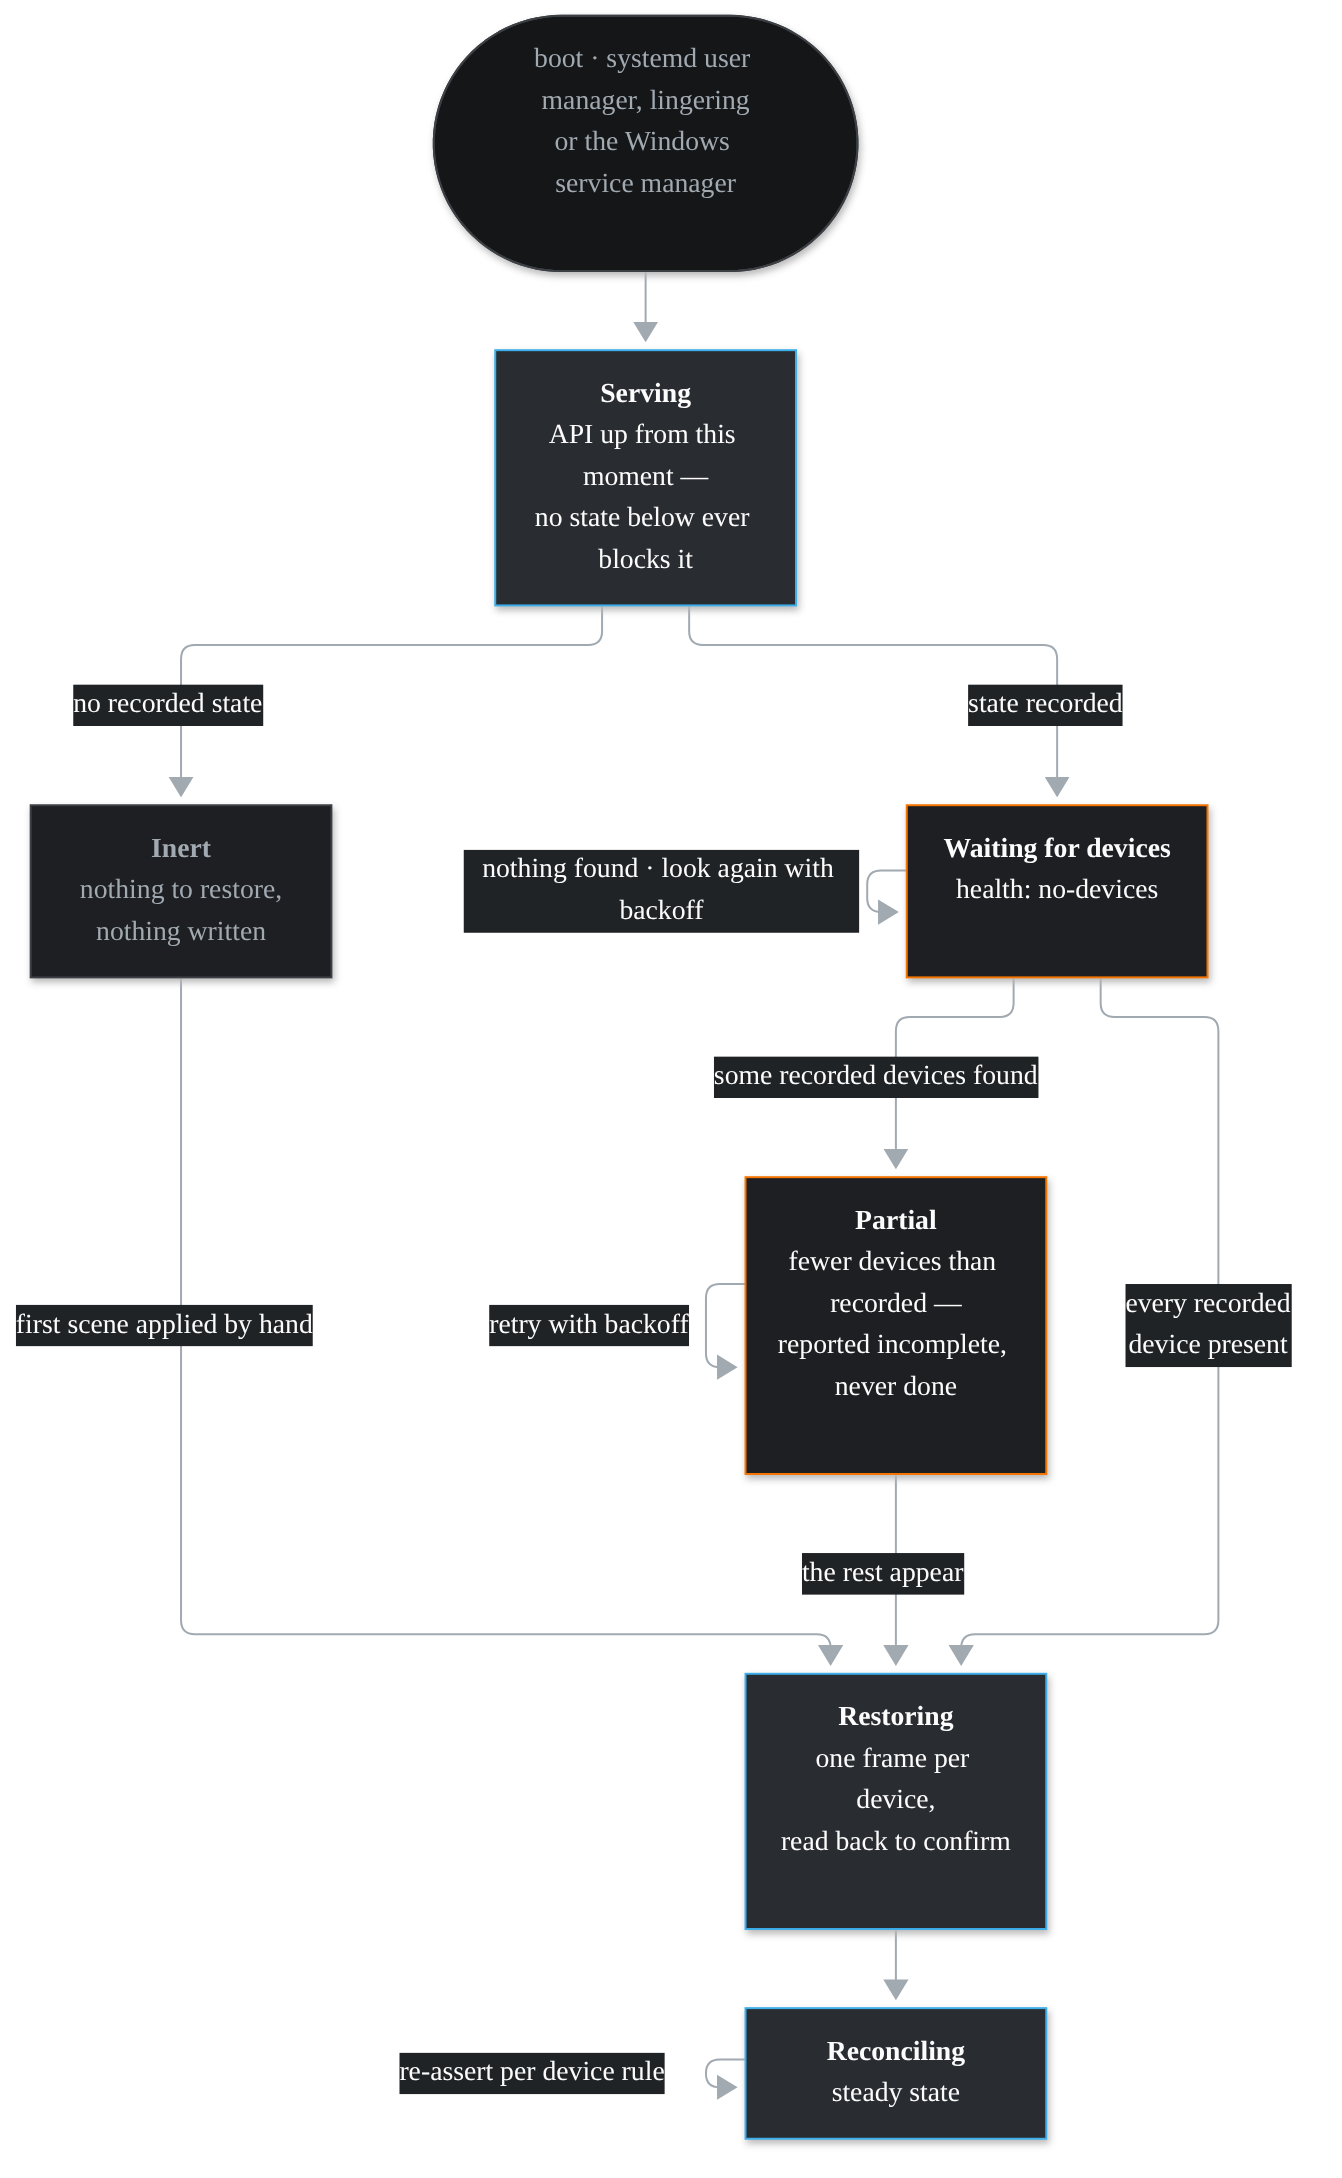 boot · systemd user
manager, lingering
or the Windows
service manager
Serving
API up from this
moment —
no state below ever
blocks it
no recorded state
state recorded
Inert
nothing to restore,
nothing written
nothing found · look again with
backoff
Waiting for devices
health: no-devices
some recorded devices found
Partial
fewer devices than
recorded —
reported incomplete,
never done
first scene applied by hand
retry with backoff
every recorded
device present
the rest appear
Restoring
one frame per
device,
read back to confirm
re-assert per device rule
Reconciling
steady state